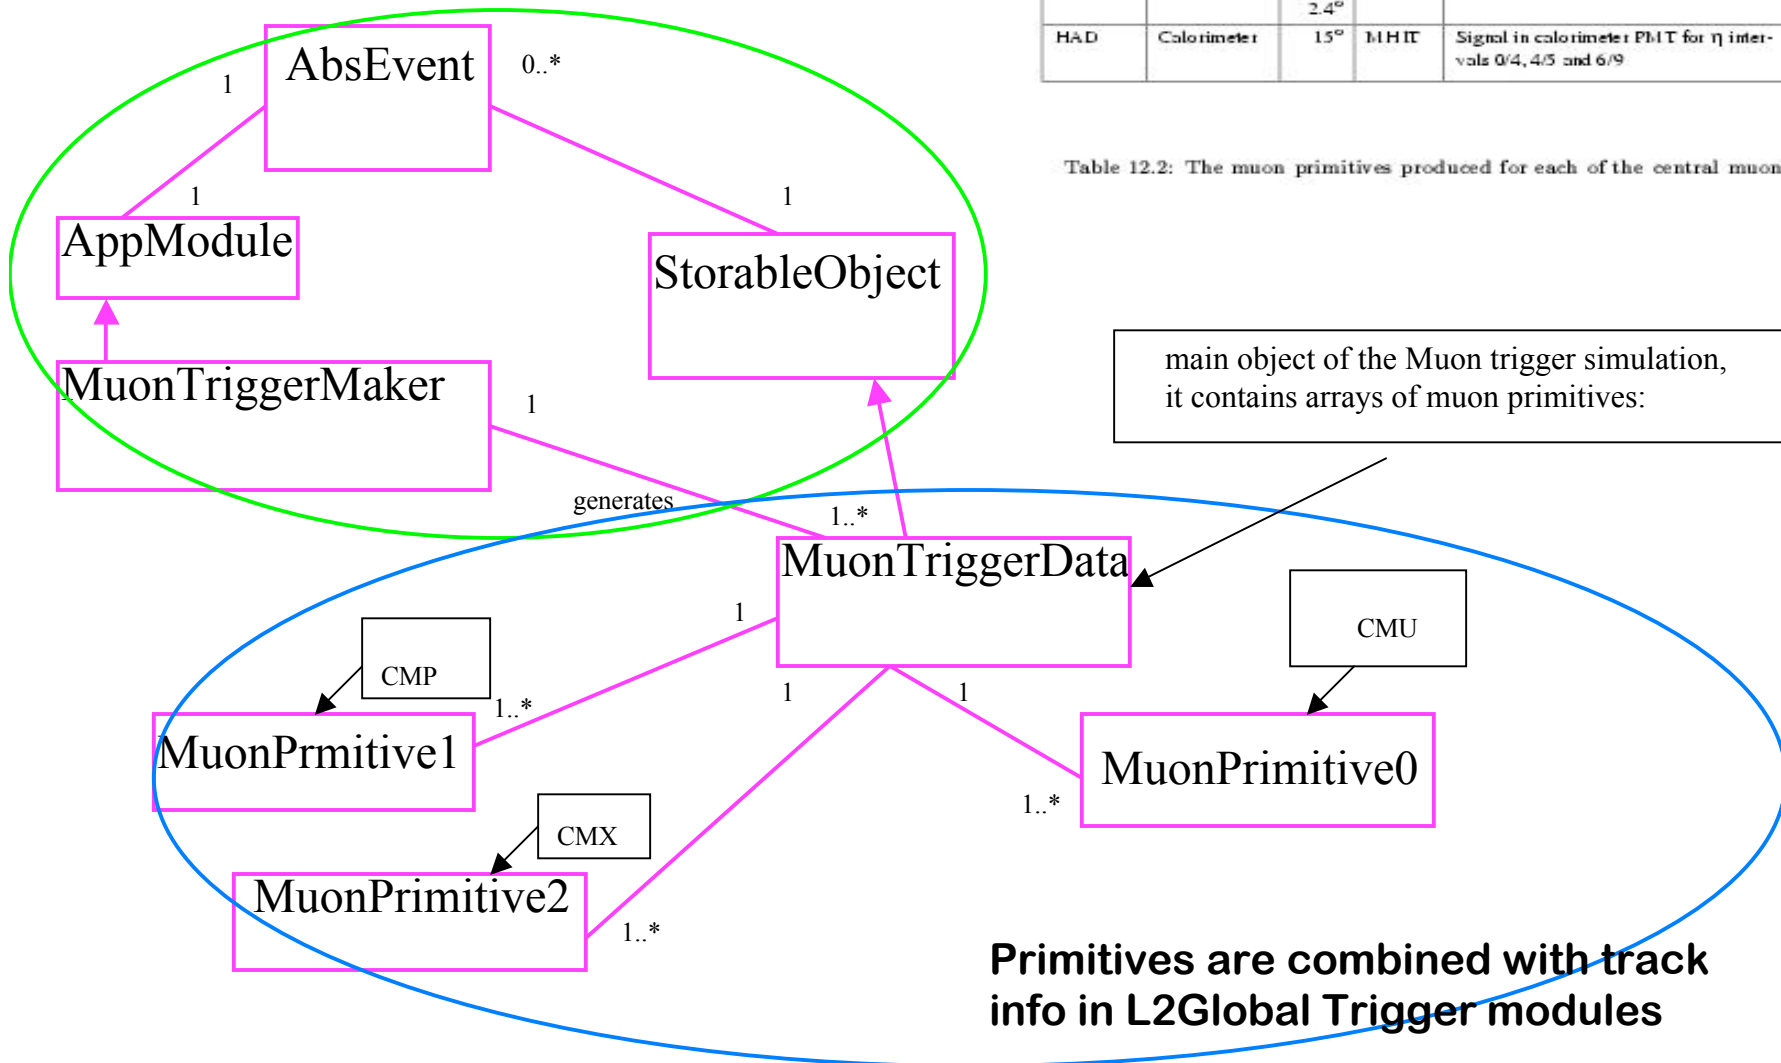 2.4°
HAD Calorimeter 15° MHIT Signal in calorimeter PMT for η inter-
vals 0/4, 4/5 and 6/9
Table 12.2: The muon primitives produced for each of the central muon
AbsEvent
1
0..*
1
1
AppModule
StorableObject
MuonTriggerMaker
1
main object of the Muon trigger simulation,
it contains arrays of muon primitives:
generates
1..*
MuonTriggerData
1
CMP
CMU
1..*
1
1
MuonPrmitive1
MuonPrimitive0
1..*
CMX
MuonPrimitive2
1..*
Primitives are combined with track
info in L2Global Trigger modules